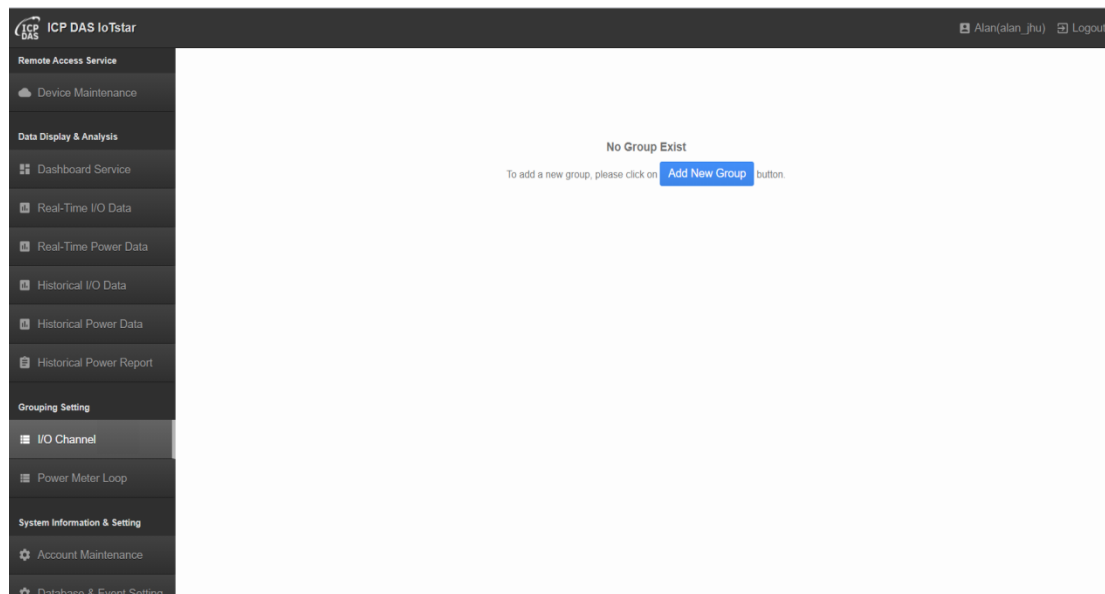 ICP DAS
ICP DAS IoTstar
Alan(alan_jhu) Logout
Remote Access Service
Device Maintenance
Data Display & Analysis
Dashboard Service
Real-Time I/O Data
Real-Time Power Data
Historical I/O Data
Historical Power Data
Historical Power Report
Grouping Setting
I/O Channel
Power Meter Loop
System Information & Setting
Account Maintenance
Database & Event Setting
No Group Exist
To add a new group, please click on Add New Group button.